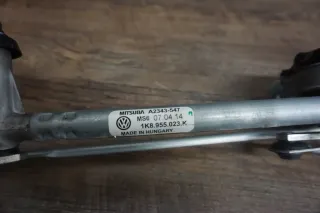 MITSUBA A2343-547
MS6 07.04.14
1K8.955.023.K
MADE IN HUNGARY